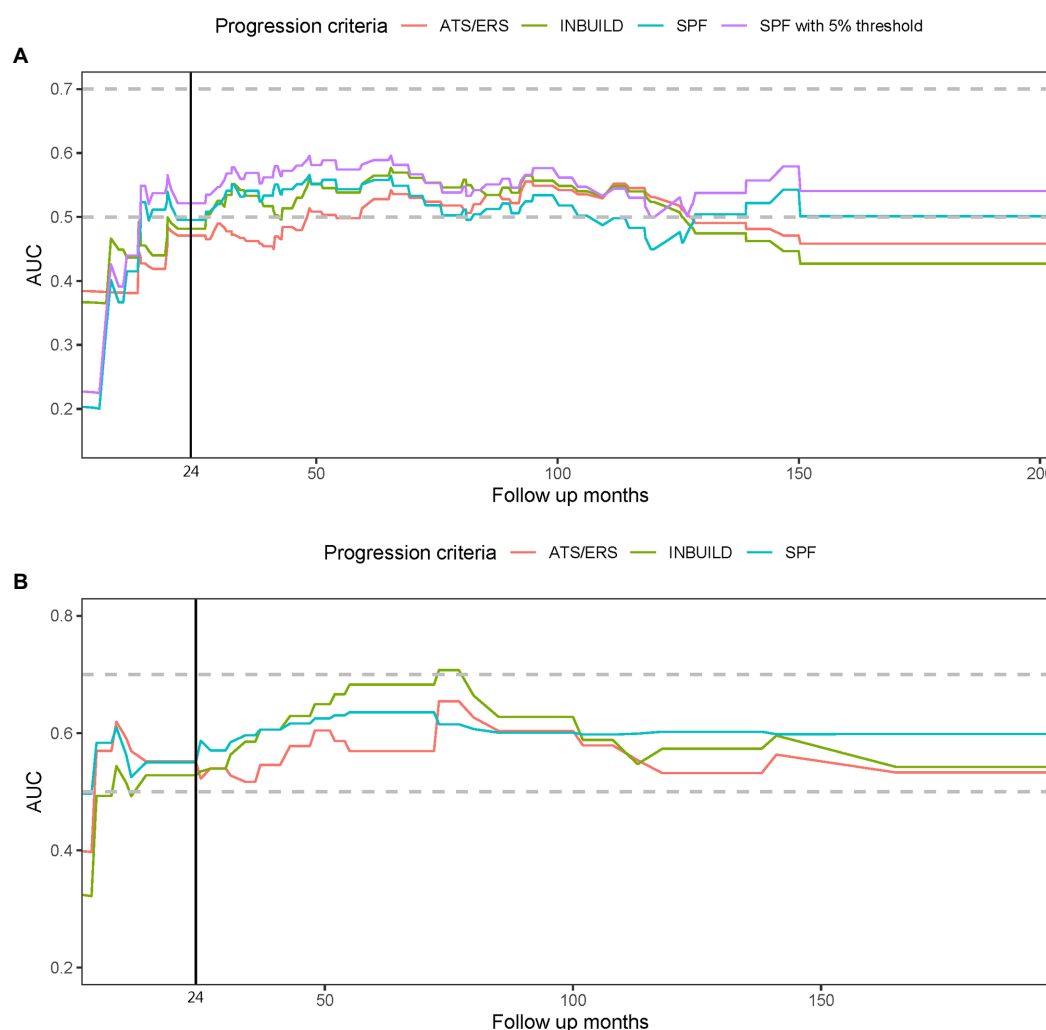 Progression criteria ATS/ERS INBUILD SPF SPF with 5% threshold
A
0.7
0.6
0.5
0.4
0.3
0.2
AUC
24 50 100 150 200
Follow up months
Progression criteria ATS/ERS INBUILD SPF
B
0.8
0.6
0.4
0.2
AUC
24 50 100 150
Follow up months